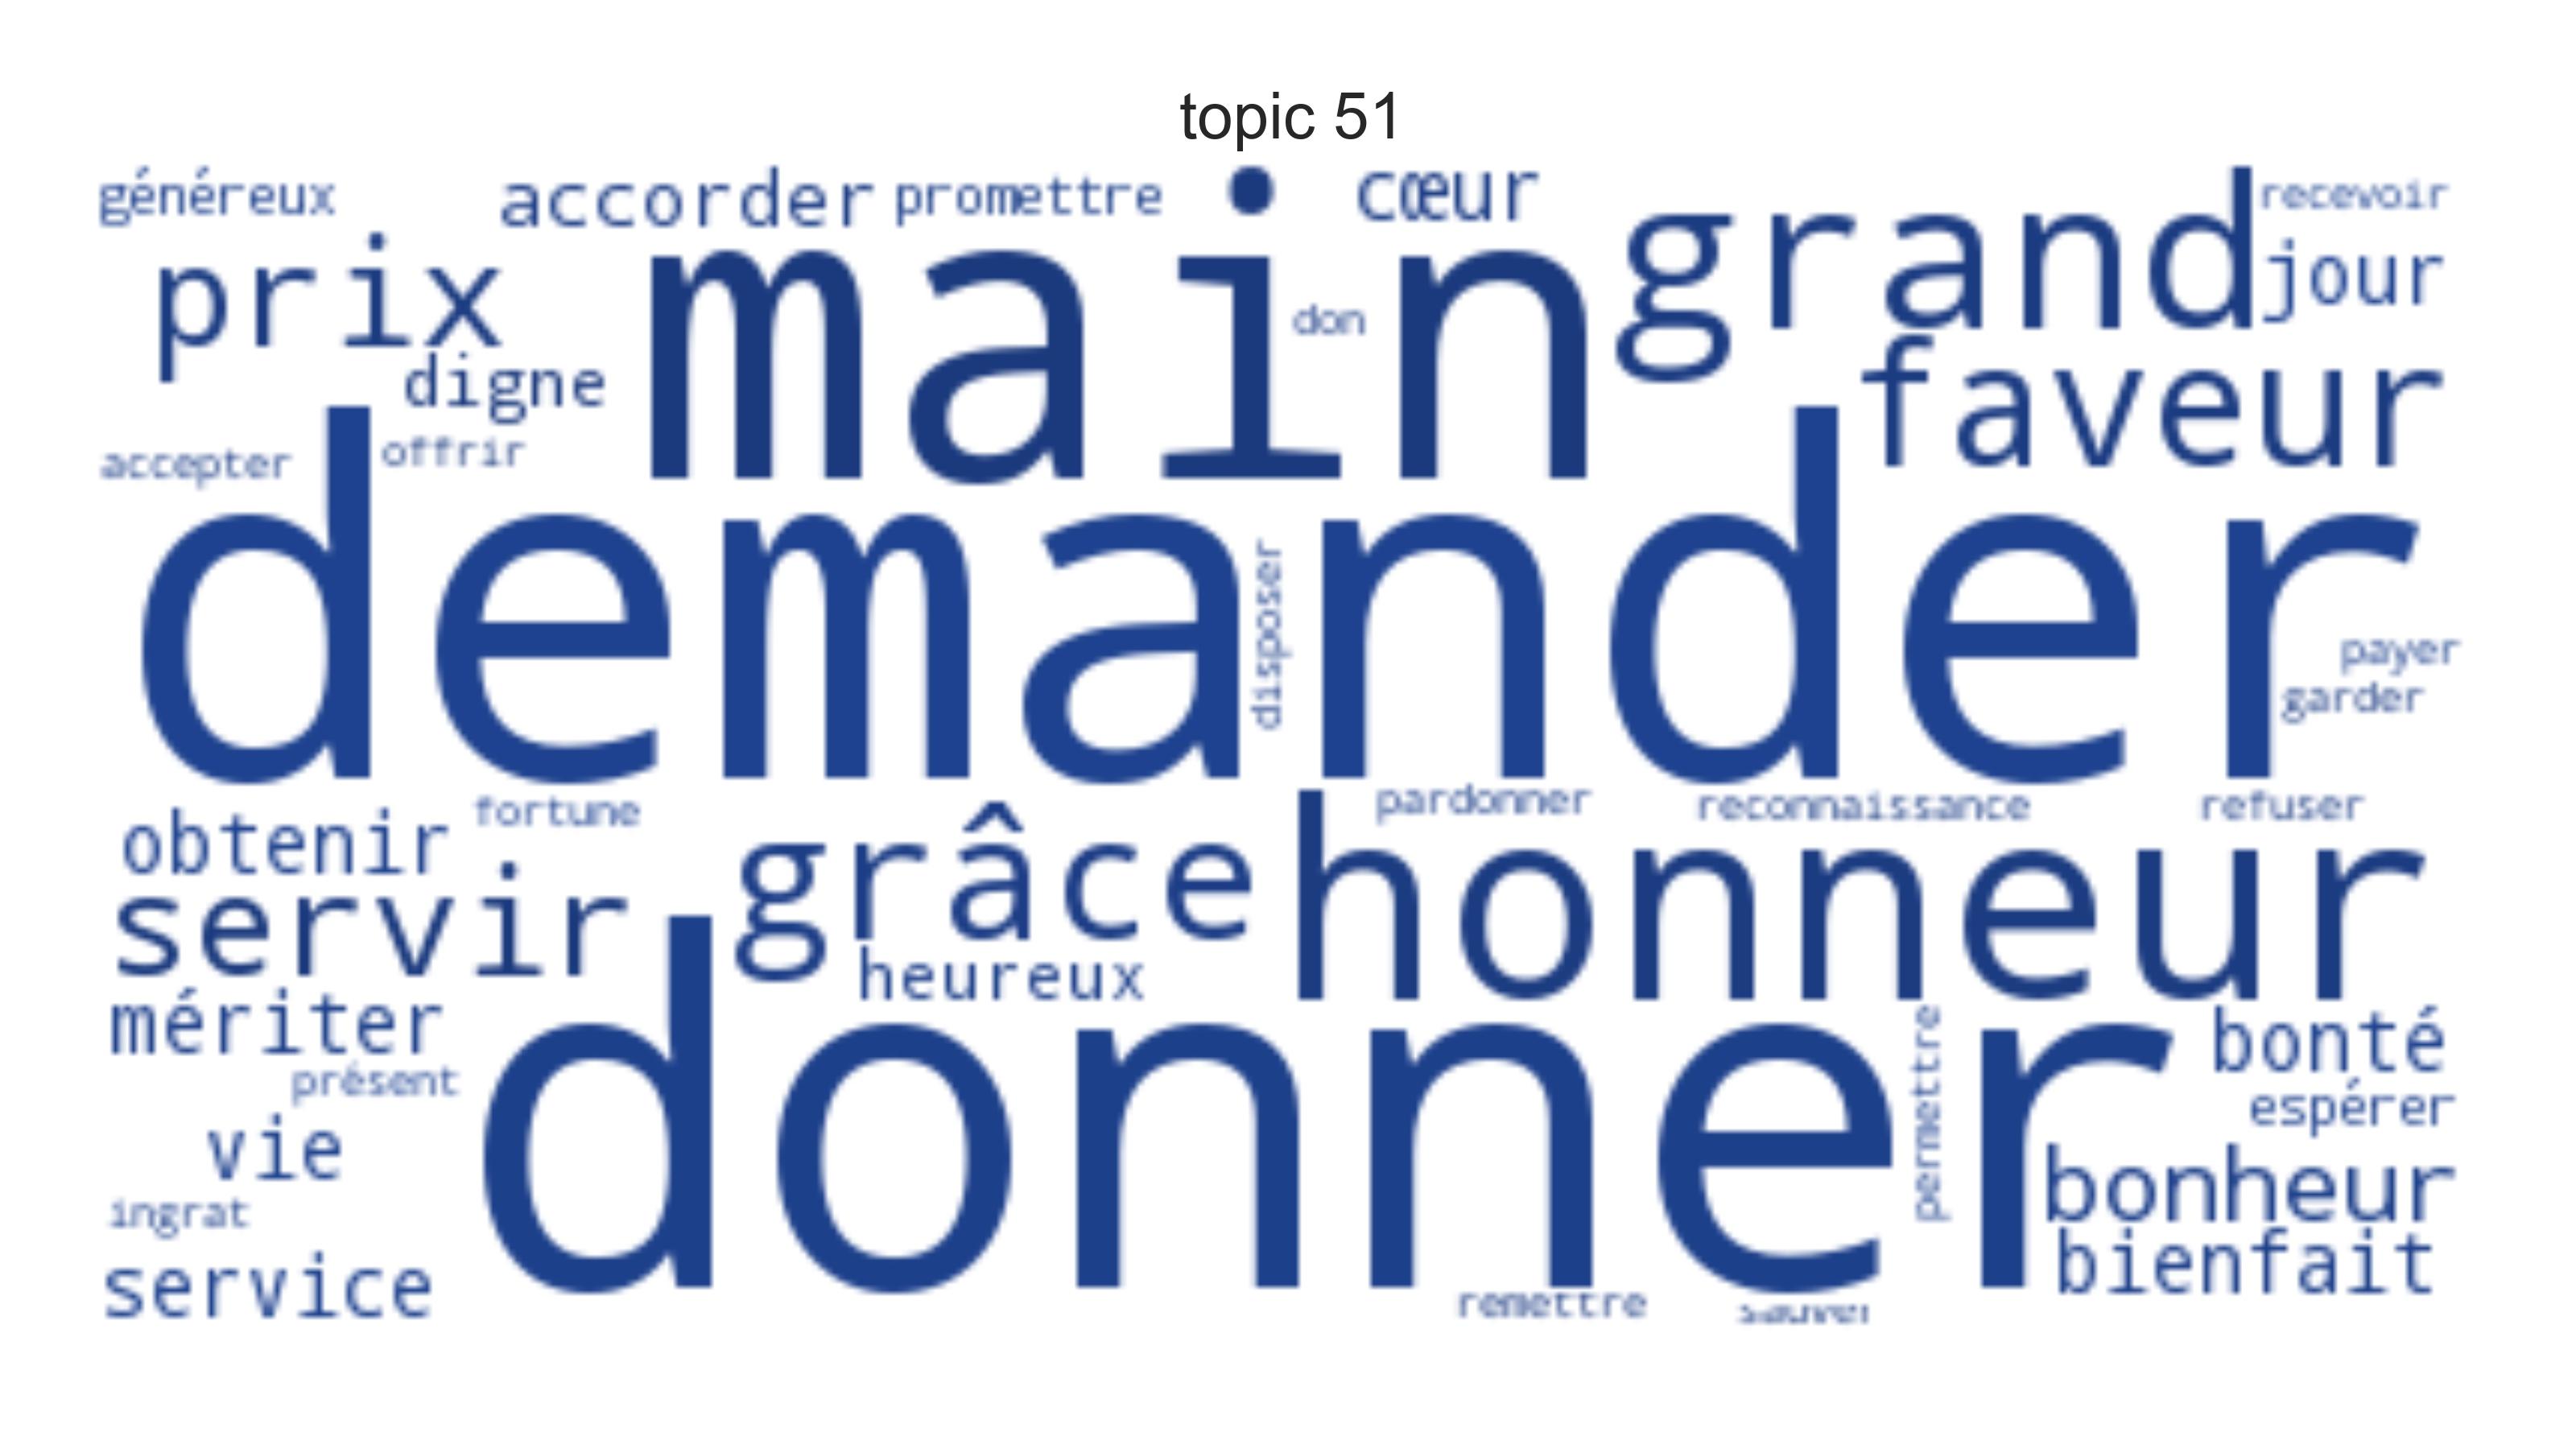 topic 51
généreux accorder promettre cœur recevoir
prix main don grand jour
digne faveur
accepter offrir
demander disposer payer
garder
obtenir fortune pardonner reconnaissance refuser
servir grâce honneur
heureux
mériter donner permettre bonté
présent espérer
vie bonheur
ingrat bienfait
service remettre